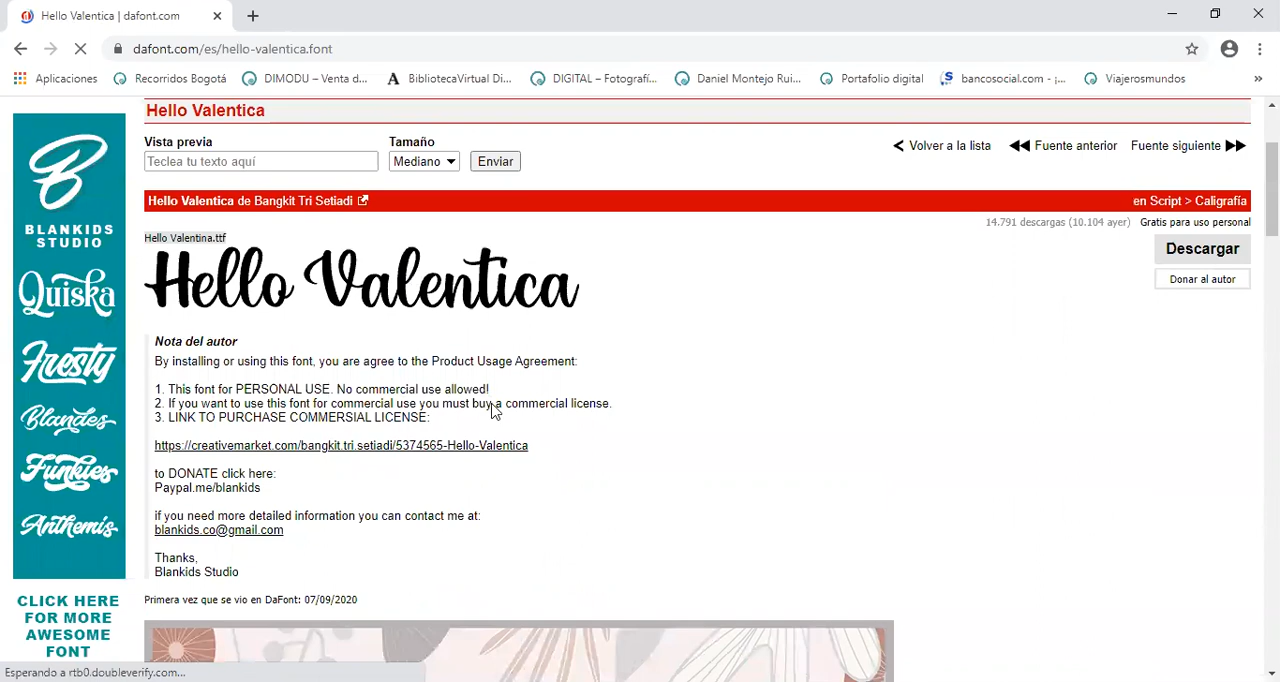 Hello Valentica | dafont.com
dafont.com/es/hello-valentica.font
Aplicaciones
Recorridos Bogotá
DIMODU – Venta d...
BibliotecaVirtual Di...
DIGITAL – Fotografí...
Daniel Montejo Rui...
Portafolio digital
bancosocial.com - ¡...
Viajerosmundos
»
Hello Valentica
Vista previa
Tamaño
Teclea tu texto aquí
Mediano
Enviar
Volver a la lista
Fuente anterior
Fuente siguiente
Hello Valentica de Bangkit Tri Setiadi
en Script > Caligrafía
14.791 descargas (10.104 ayer)
Gratis para uso personal
Hello Valentina.ttf
Descargar
Hello Valentica
Donar al autor
Nota del autor
By installing or using this font, you are agree to the Product Usage Agreement:
1. This font for PERSONAL USE. No commercial use allowed!
2. If you want to use this font for commercial use you must buy a commercial license.
3. LINK TO PURCHASE COMMERSIAL LICENSE:
https://creativemarket.com/bangkit.tri.setiadi/5374565-Hello-Valentica
to DONATE click here:
Paypal.me/blankids
if you need more detailed information you can contact me at:
blankids.co@gmail.com
Thanks,
Blankids Studio
Primera vez que se vio en DaFont: 07/09/2020
B
BLANKIDS
STUDIO
Quiska
Fresty
Blandes
Funkies
Anthemis
CLICK HERE
FOR MORE
AWESOME
FONT
Esperando a rtb0.doubleverify.com...